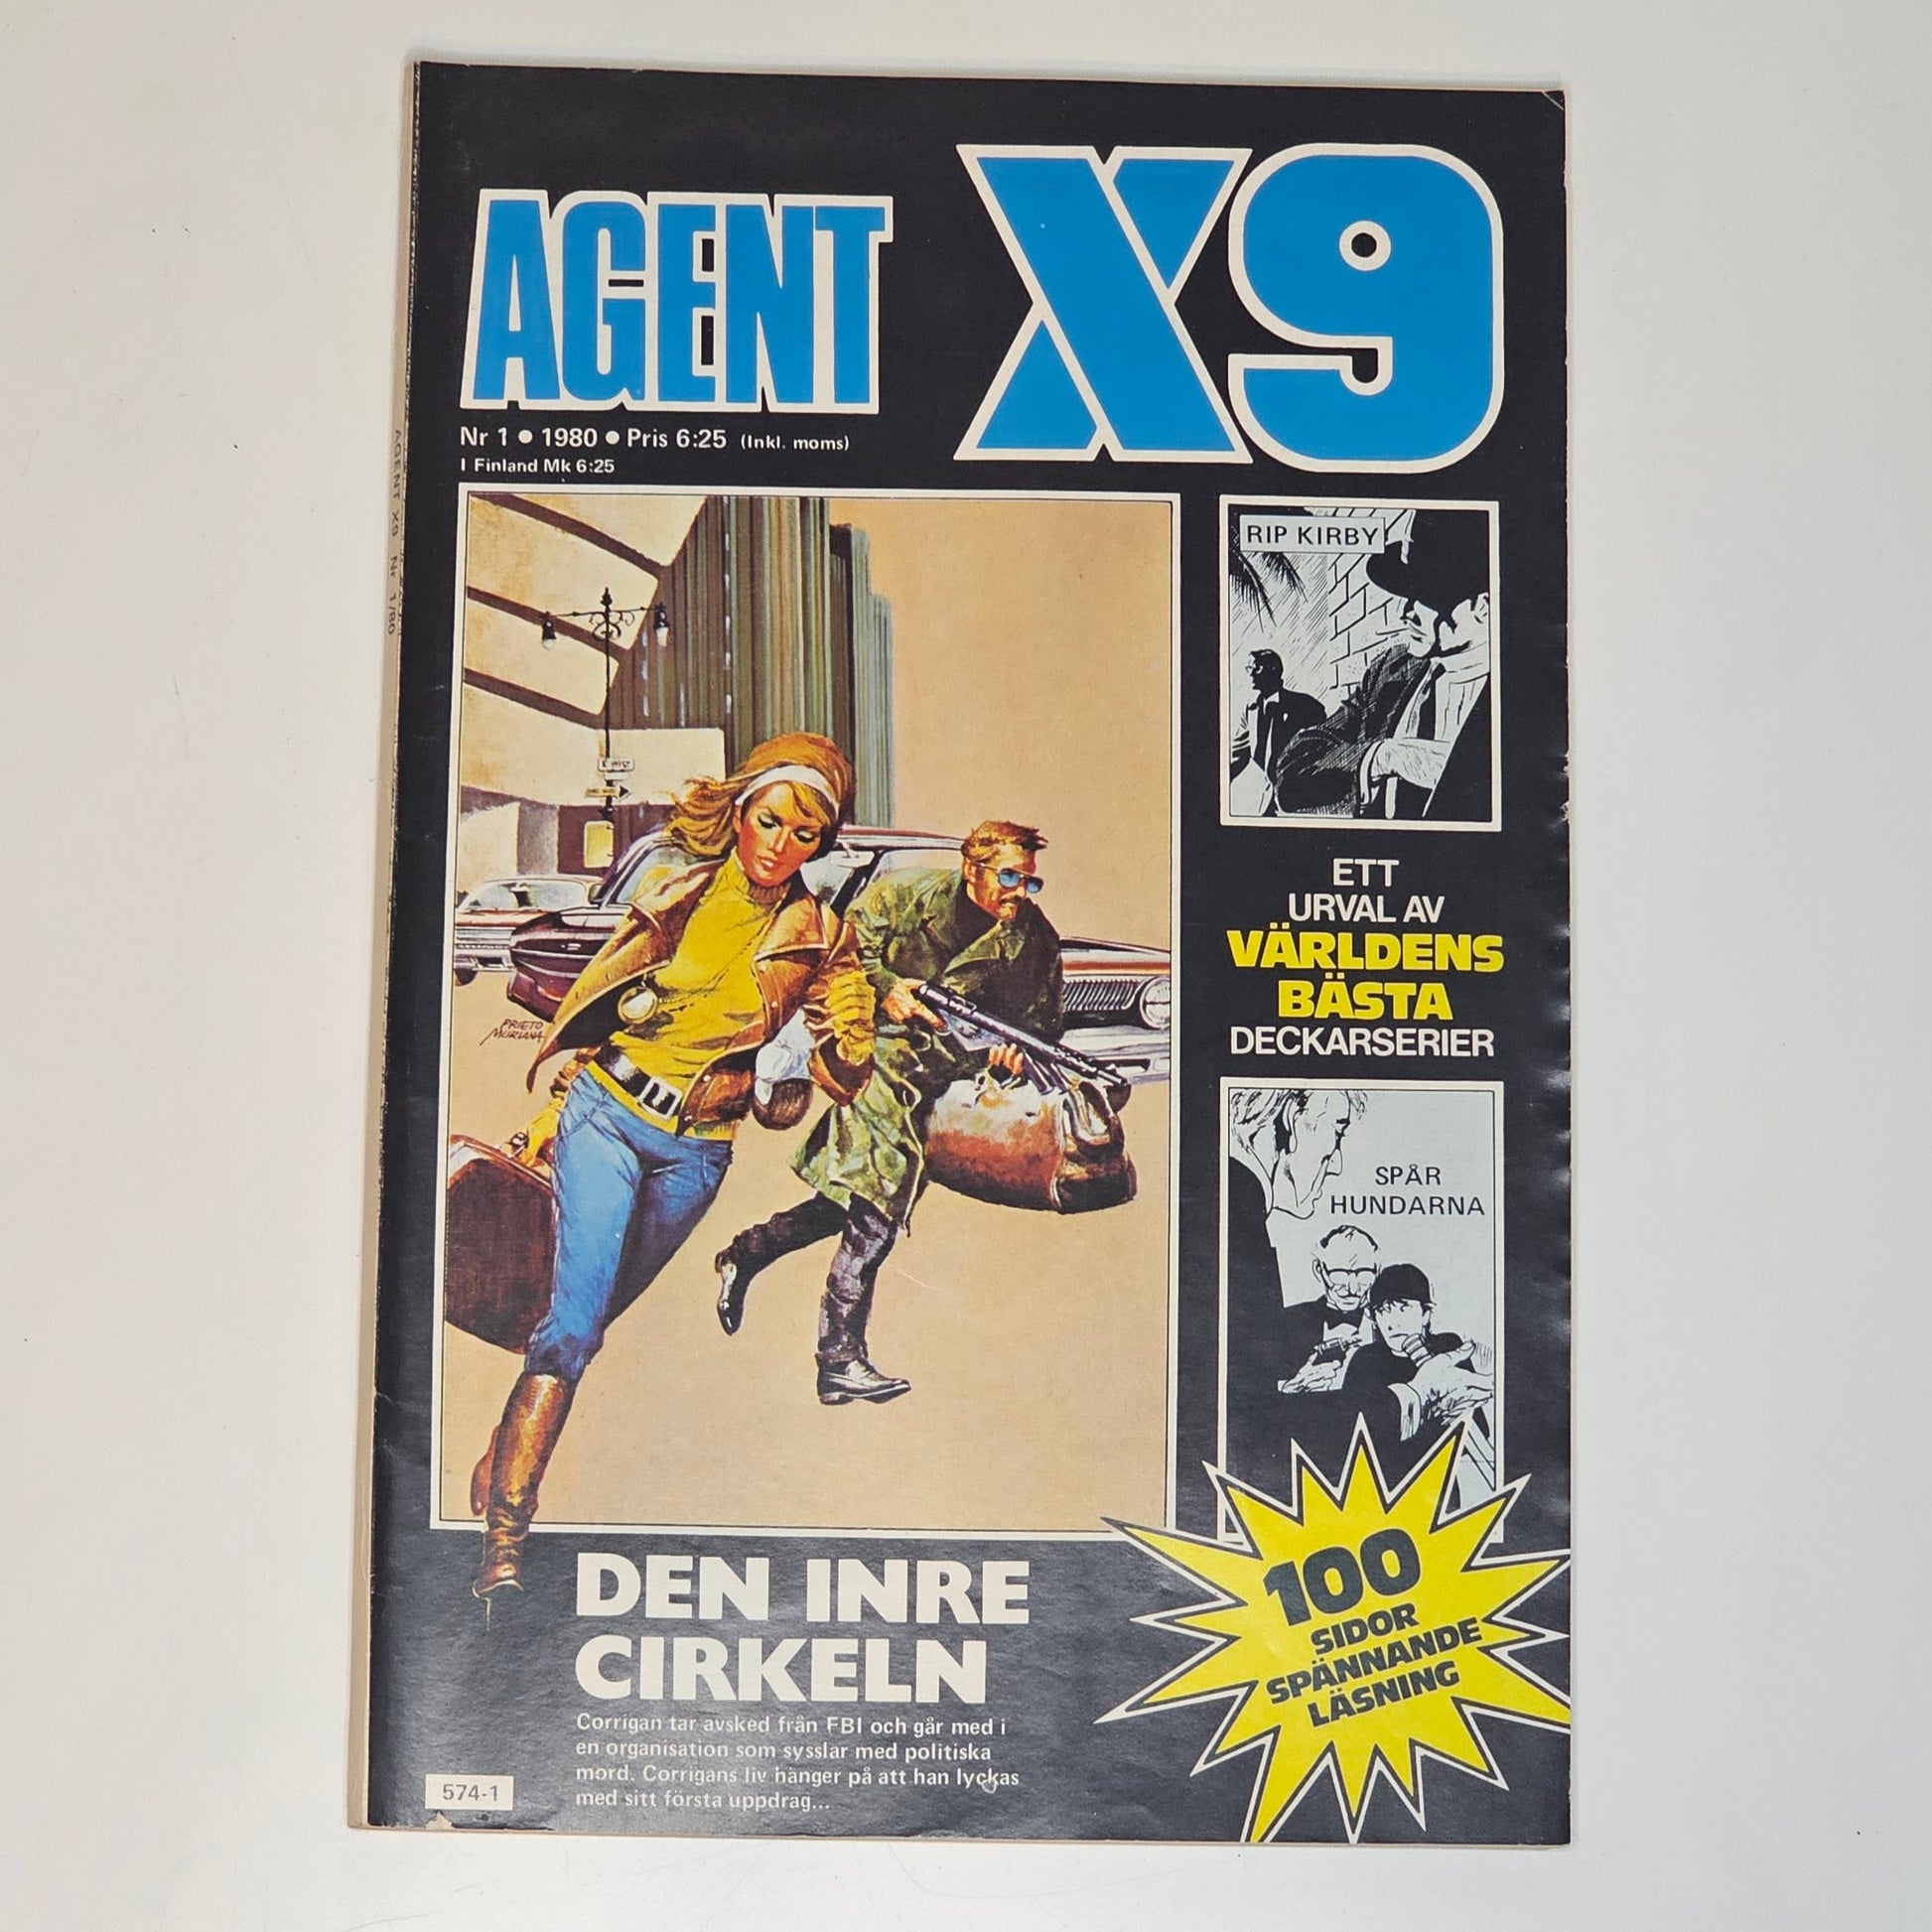 AGENT X9
Nr 1 • 1980 • Pris 6:25 (Inkl. moms)
I Finland Mk 6:25
AGENT X9 Nr 1/80
RIP KIRBY
ETT
URVAL AV
VÄRLDENS
BÄSTA
DECKARSERIER
PRIETO
MURIANA
SPÅR
HUNDARNA
100
SIDOR
SPÄNNANDE
LÄSNING
DEN INRE
CIRKELN
Corrigan tar avsked från FBI och går med i
en organisation som sysslar med politiska
mord. Corrigans liv hänger på att han lyckas
med sitt första uppdrag...
574-1